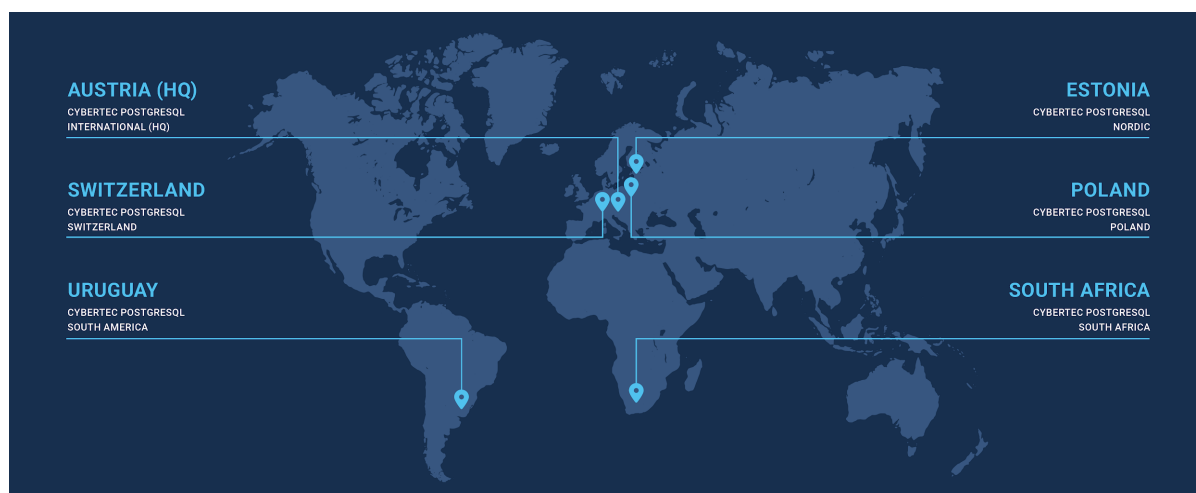 AUSTRIA (HQ)
CYBERTEC POSTGRESQL
INTERNATIONAL (HQ)
SWITZERLAND
CYBERTEC POSTGRESQL
SWITZERLAND
URUGUAY
CYBERTEC POSTGRESQL
SOUTH AMERICA
ESTONIA
CYBERTEC POSTGRESQL
NORDIC
POLAND
CYBERTEC POSTGRESQL
POLAND
SOUTH AFRICA
CYBERTEC POSTGRESQL
SOUTH AFRICA